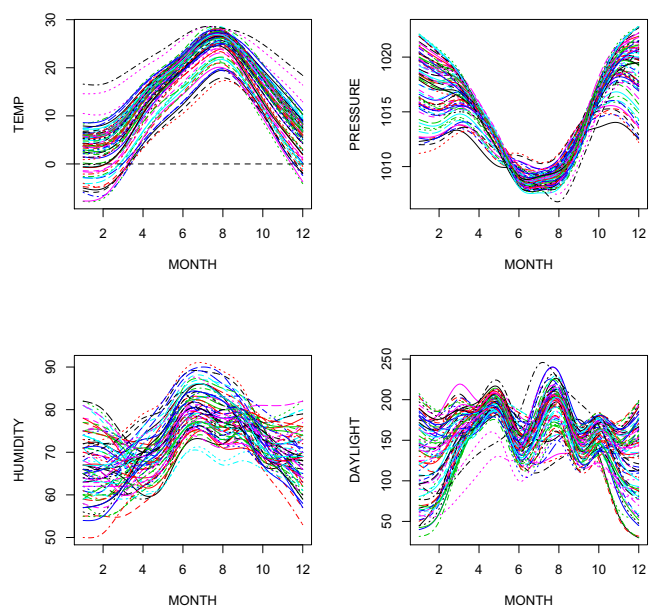 TEMP
30
20
10
0
2 4 6 8 10 12
MONTH
PRESSURE
1020
1015
1010
2 4 6 8 10 12
MONTH
HUMIDITY
90
80
70
60
50
2 4 6 8 10 12
MONTH
DAYLIGHT
250
200
150
100
50
2 4 6 8 10 12
MONTH